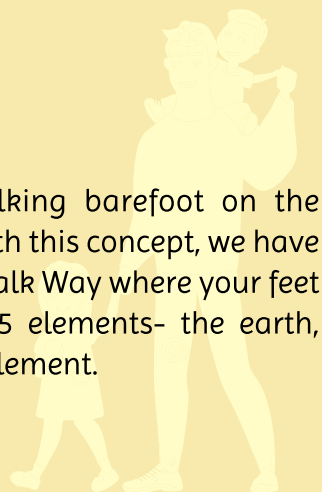 lking barefoot on the
th this concept, we have
alk Way where your feet
5 elements- the earth,
lement.